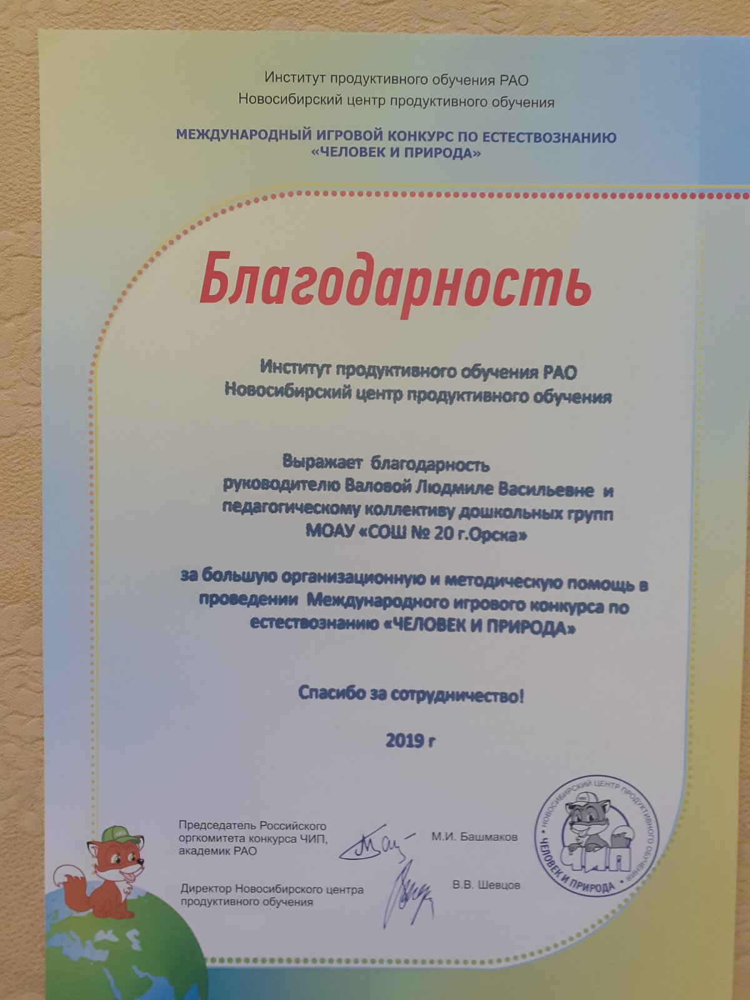 Институт продуктивного обучения РАО
Новосибирский центр продуктивного обучения
МЕЖДУНАРОДНЫЙ ИГРОВОЙ КОНКУРС ПО ЕСТЕСТВОЗНАНИЮ
«ЧЕЛОВЕК И ПРИРОДА»
Благодарность
Институт продуктивного обучения РАО
Новосибирский центр продуктивного обучения
Выражает благодарность
руководителю Валовой Людмиле Васильевне и
педагогическому коллективу дошкольных групп
МОАУ «СОШ № 20 г.Орска»
за большую организационную и методическую помощь в
проведении Международного игрового конкурса по
естествознанию «ЧЕЛОВЕК И ПРИРОДА»
Спасибо за сотрудничество!
2019 г
Председатель Российского
оргкомитета конкурса ЧИП,
академик РАО
М.И. Башмаков
Директор Новосибирского центра
продуктивного обучения
В.В. Шевцов
НОВОСИБИРСКИЙ ЦЕНТР ПРОДУКТИВНОГО ОБУЧЕНИЯ
ЧИП
• ЧЕЛОВЕК И ПРИРОДА •